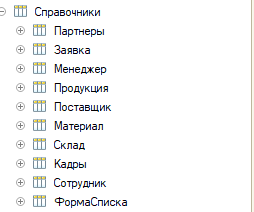 Справочники
Партнеры
Заявка
Менеджер
Продукция
Поставщик
Материал
Склад
Кадры
Сотрудник
ФормаСписка